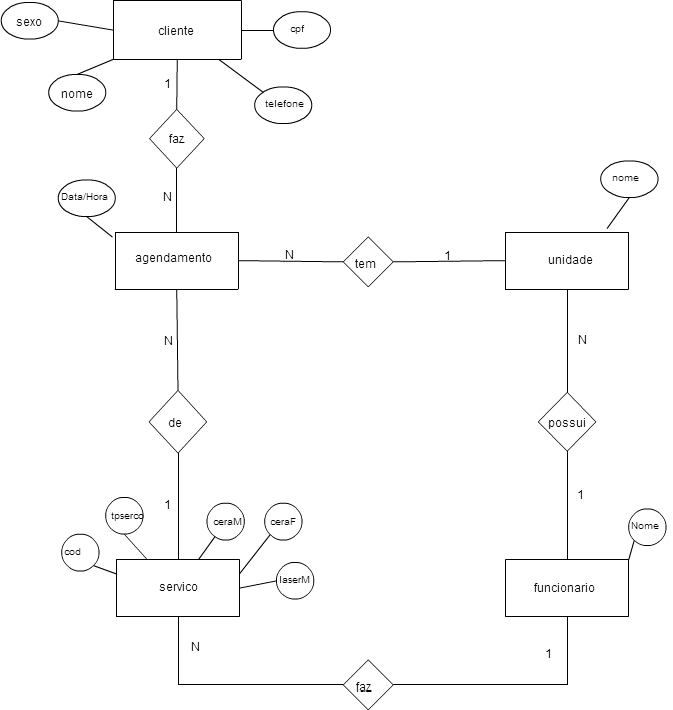 sexo
cliente
cpf
nome
telefone
1
faz
N
Data/Hora
nome
agendamento
N
tem
1
unidade
N
N
de
possui
1
1
tpserco
ceraM
ceraF
Nome
cod
laserM
servico
funcionario
N
1
faz